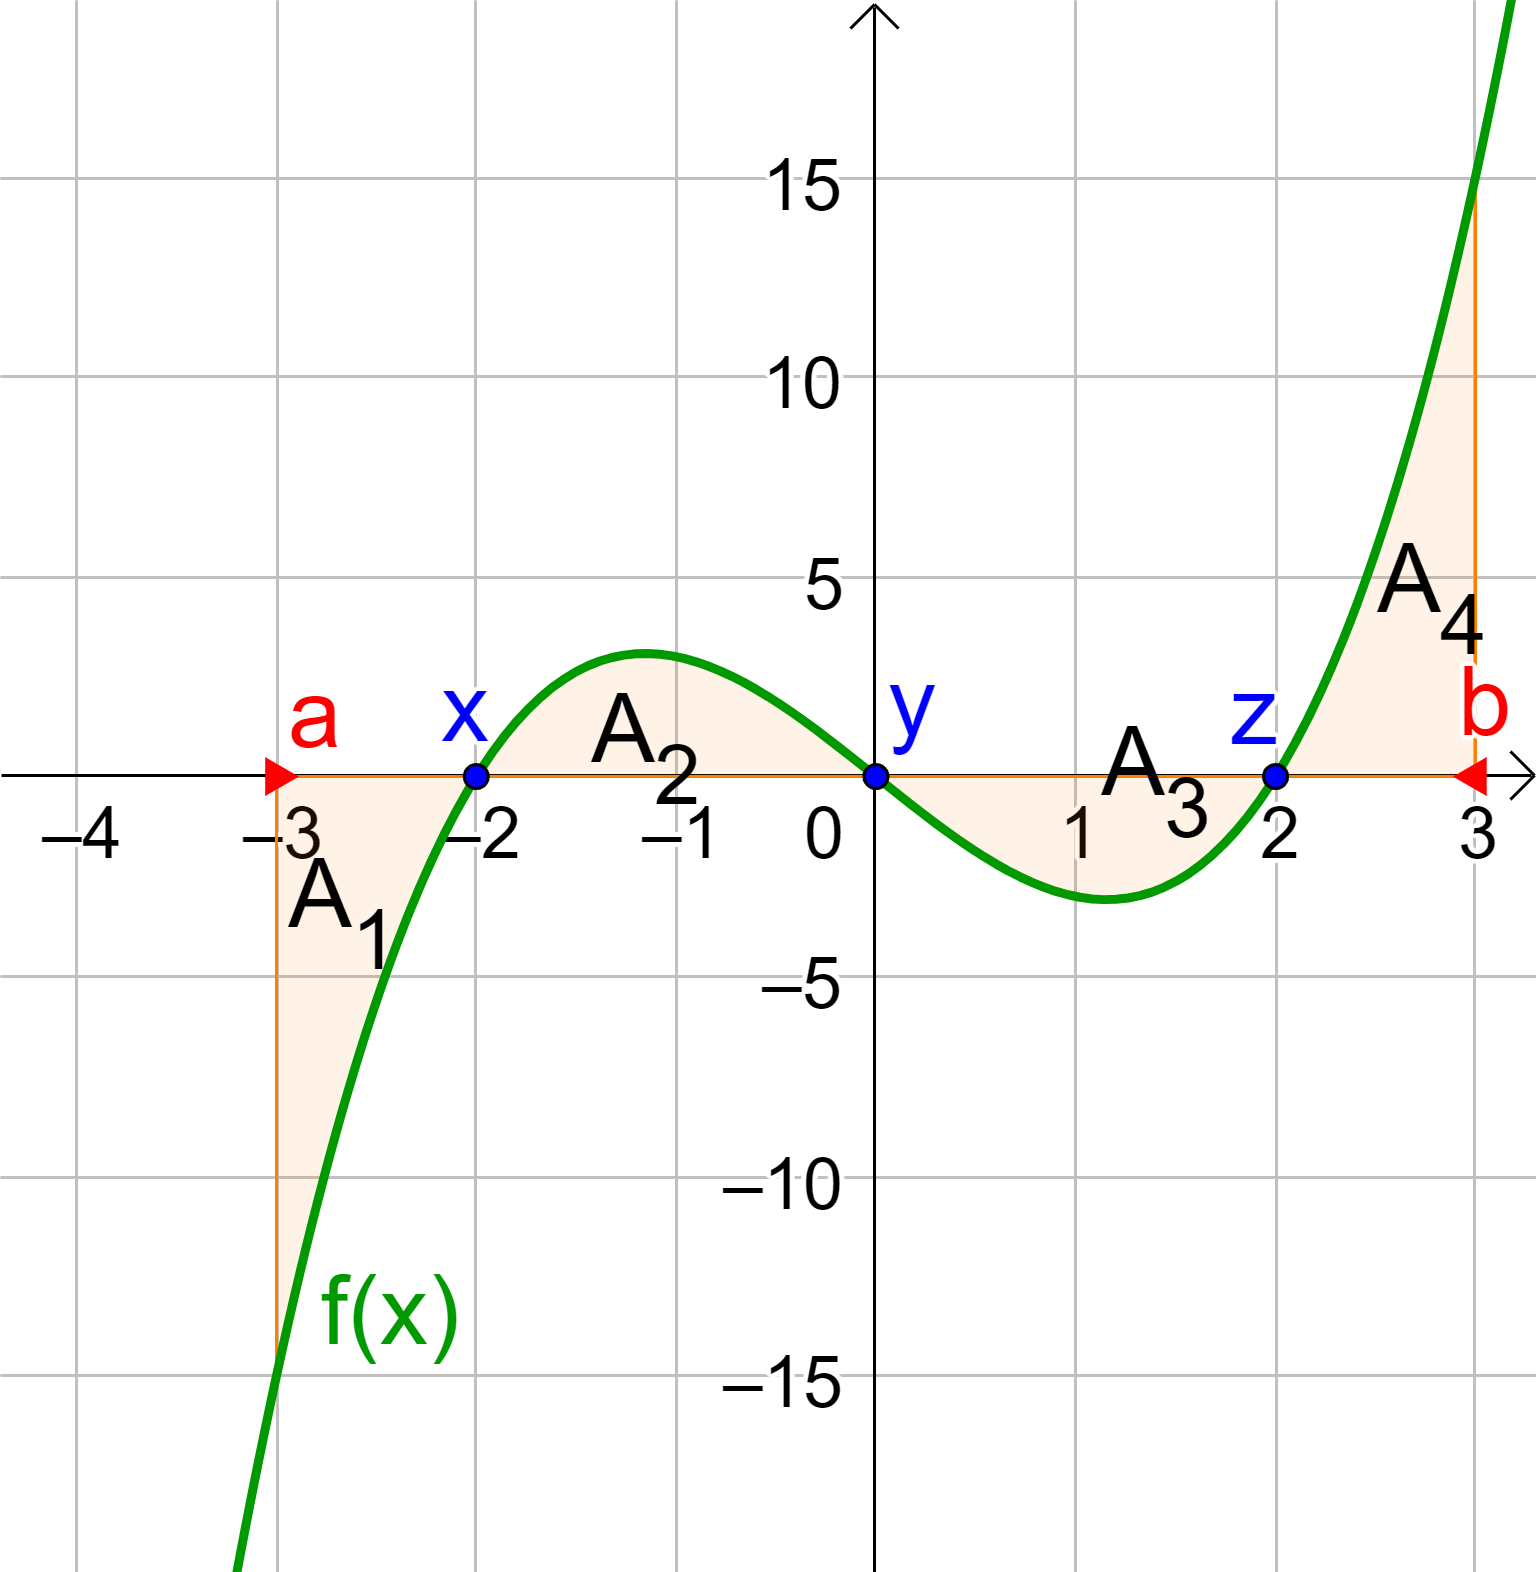 15
10
5
A₄
a x A₂ y A₃ z b
–4 –3 –2 –1 0 1 2 3
A₁
–5
–10
f(x)
–15